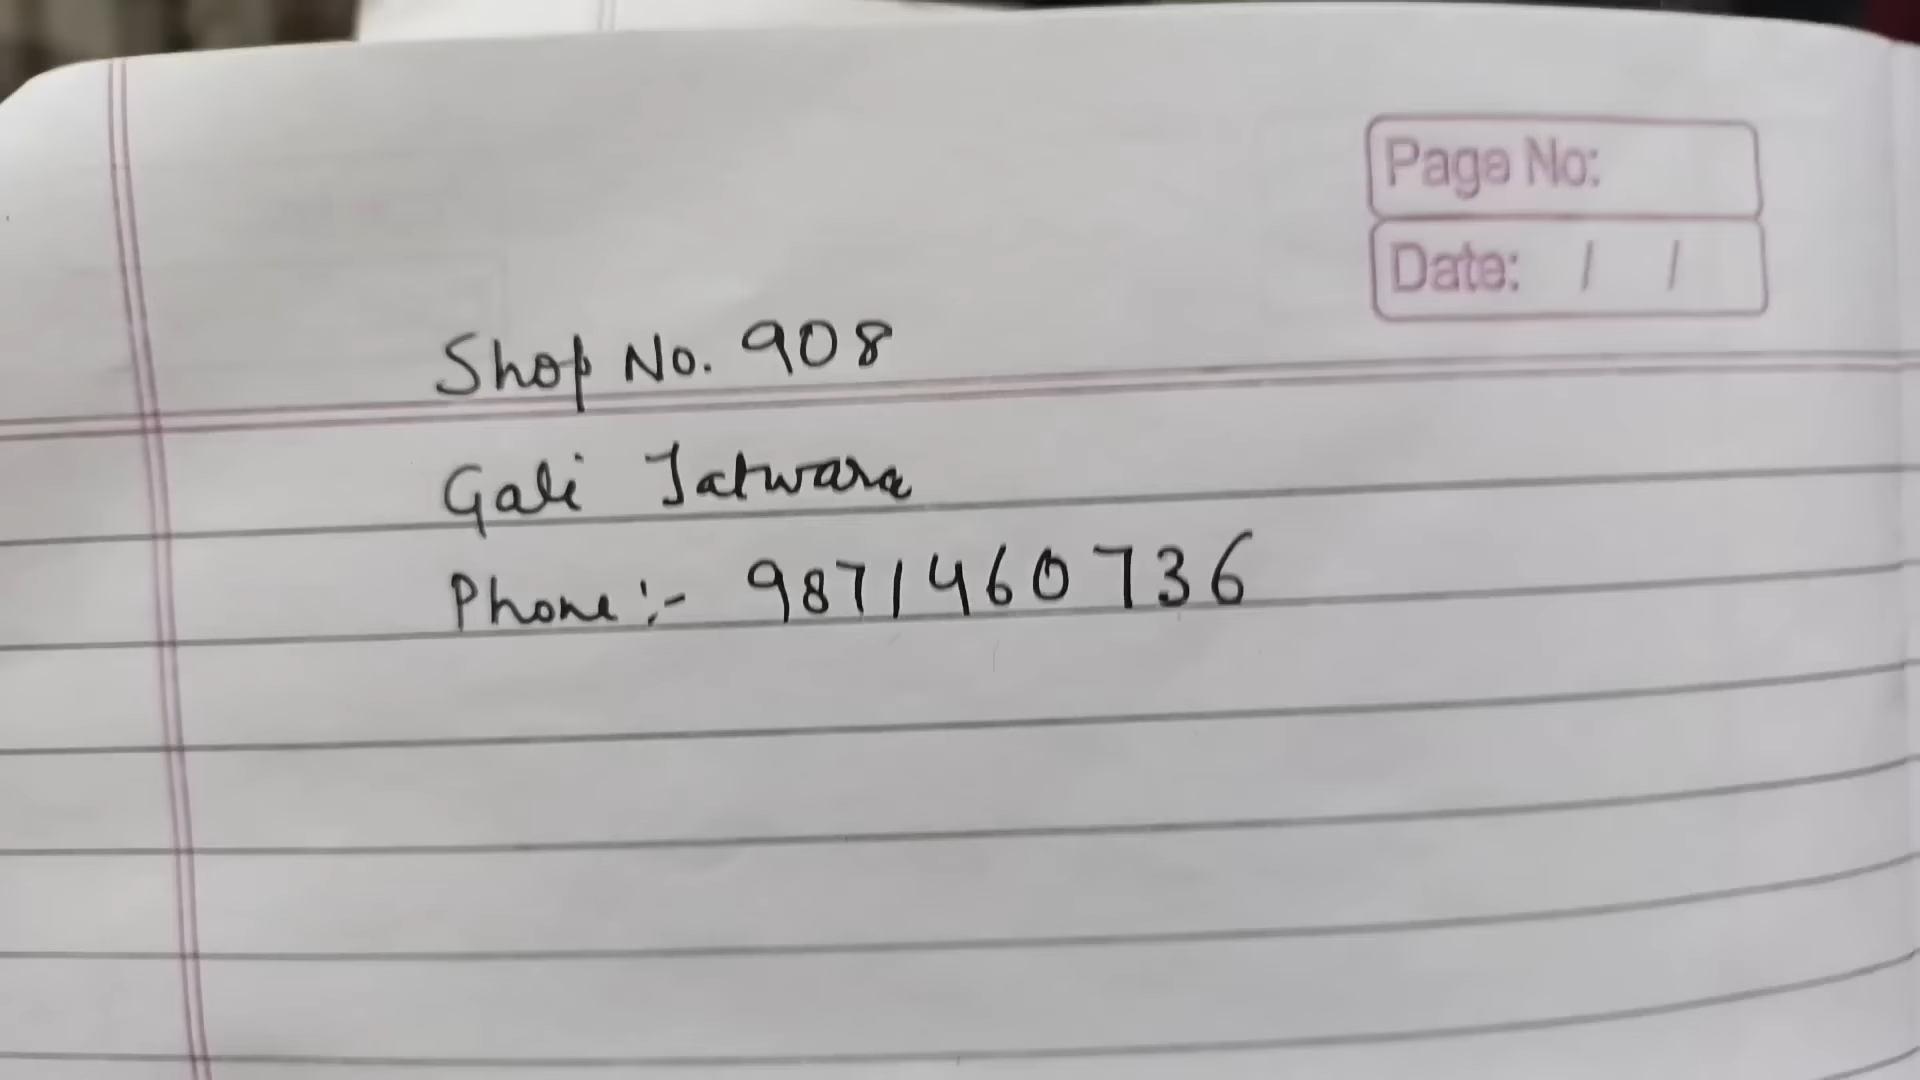 Page No:
Date: / /
Shop No. 908
Gali Jatwara
Phone :- 9871460736